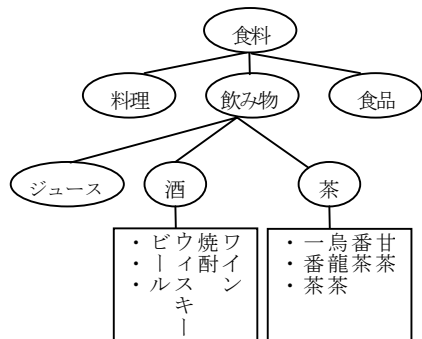 食料
料理
飲み物
食品
ジュース
酒
茶
ワイン
焼酎
ウィスキー
ビール
・・・
甘茶
番茶
烏龍茶
一番茶
・・・